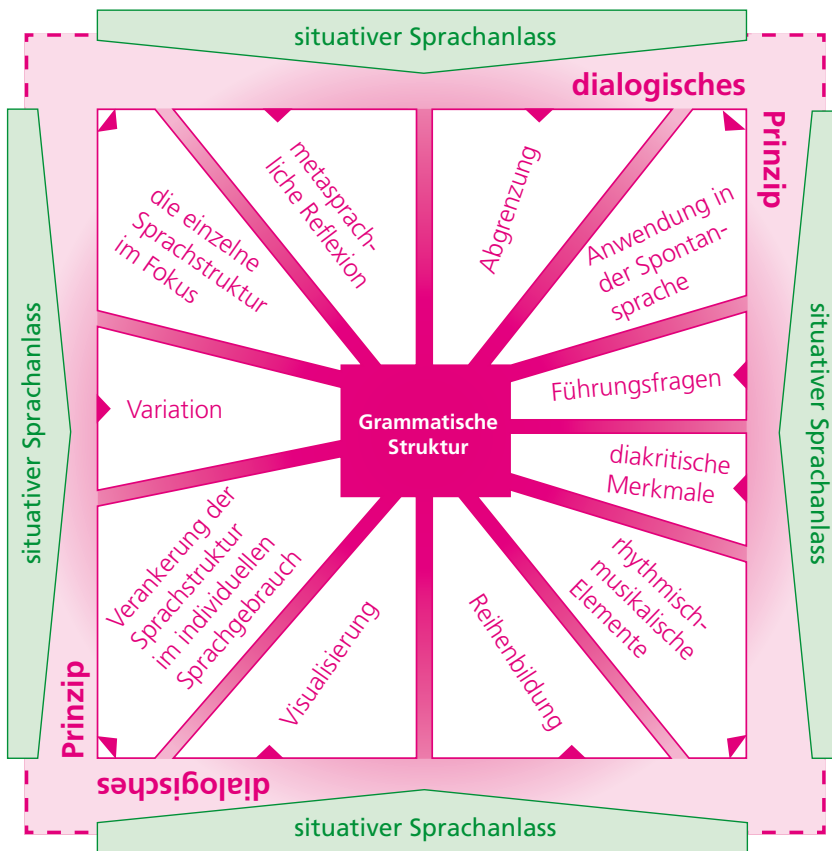 situativer Sprachanlass
dialogisches
Prinzip
situativer Sprachanlass
situativer Sprachanlass
die einzelne
Sprachstruktur
im Fokus
metasprach-
liche Reflexion
Abgrenzung
Anwendung in
der Spontan-
sprache
Führungsfragen
diakritische
Merkmale
rhythmisch-
musikalische
Elemente
Reihenbildung
Visualisierung
Verankerung der
Sprachstruktur
im individuellen
Sprachgebrauch
Variation
Grammatische
Struktur
Prinzip
dialogisches
situativer Sprachanlass